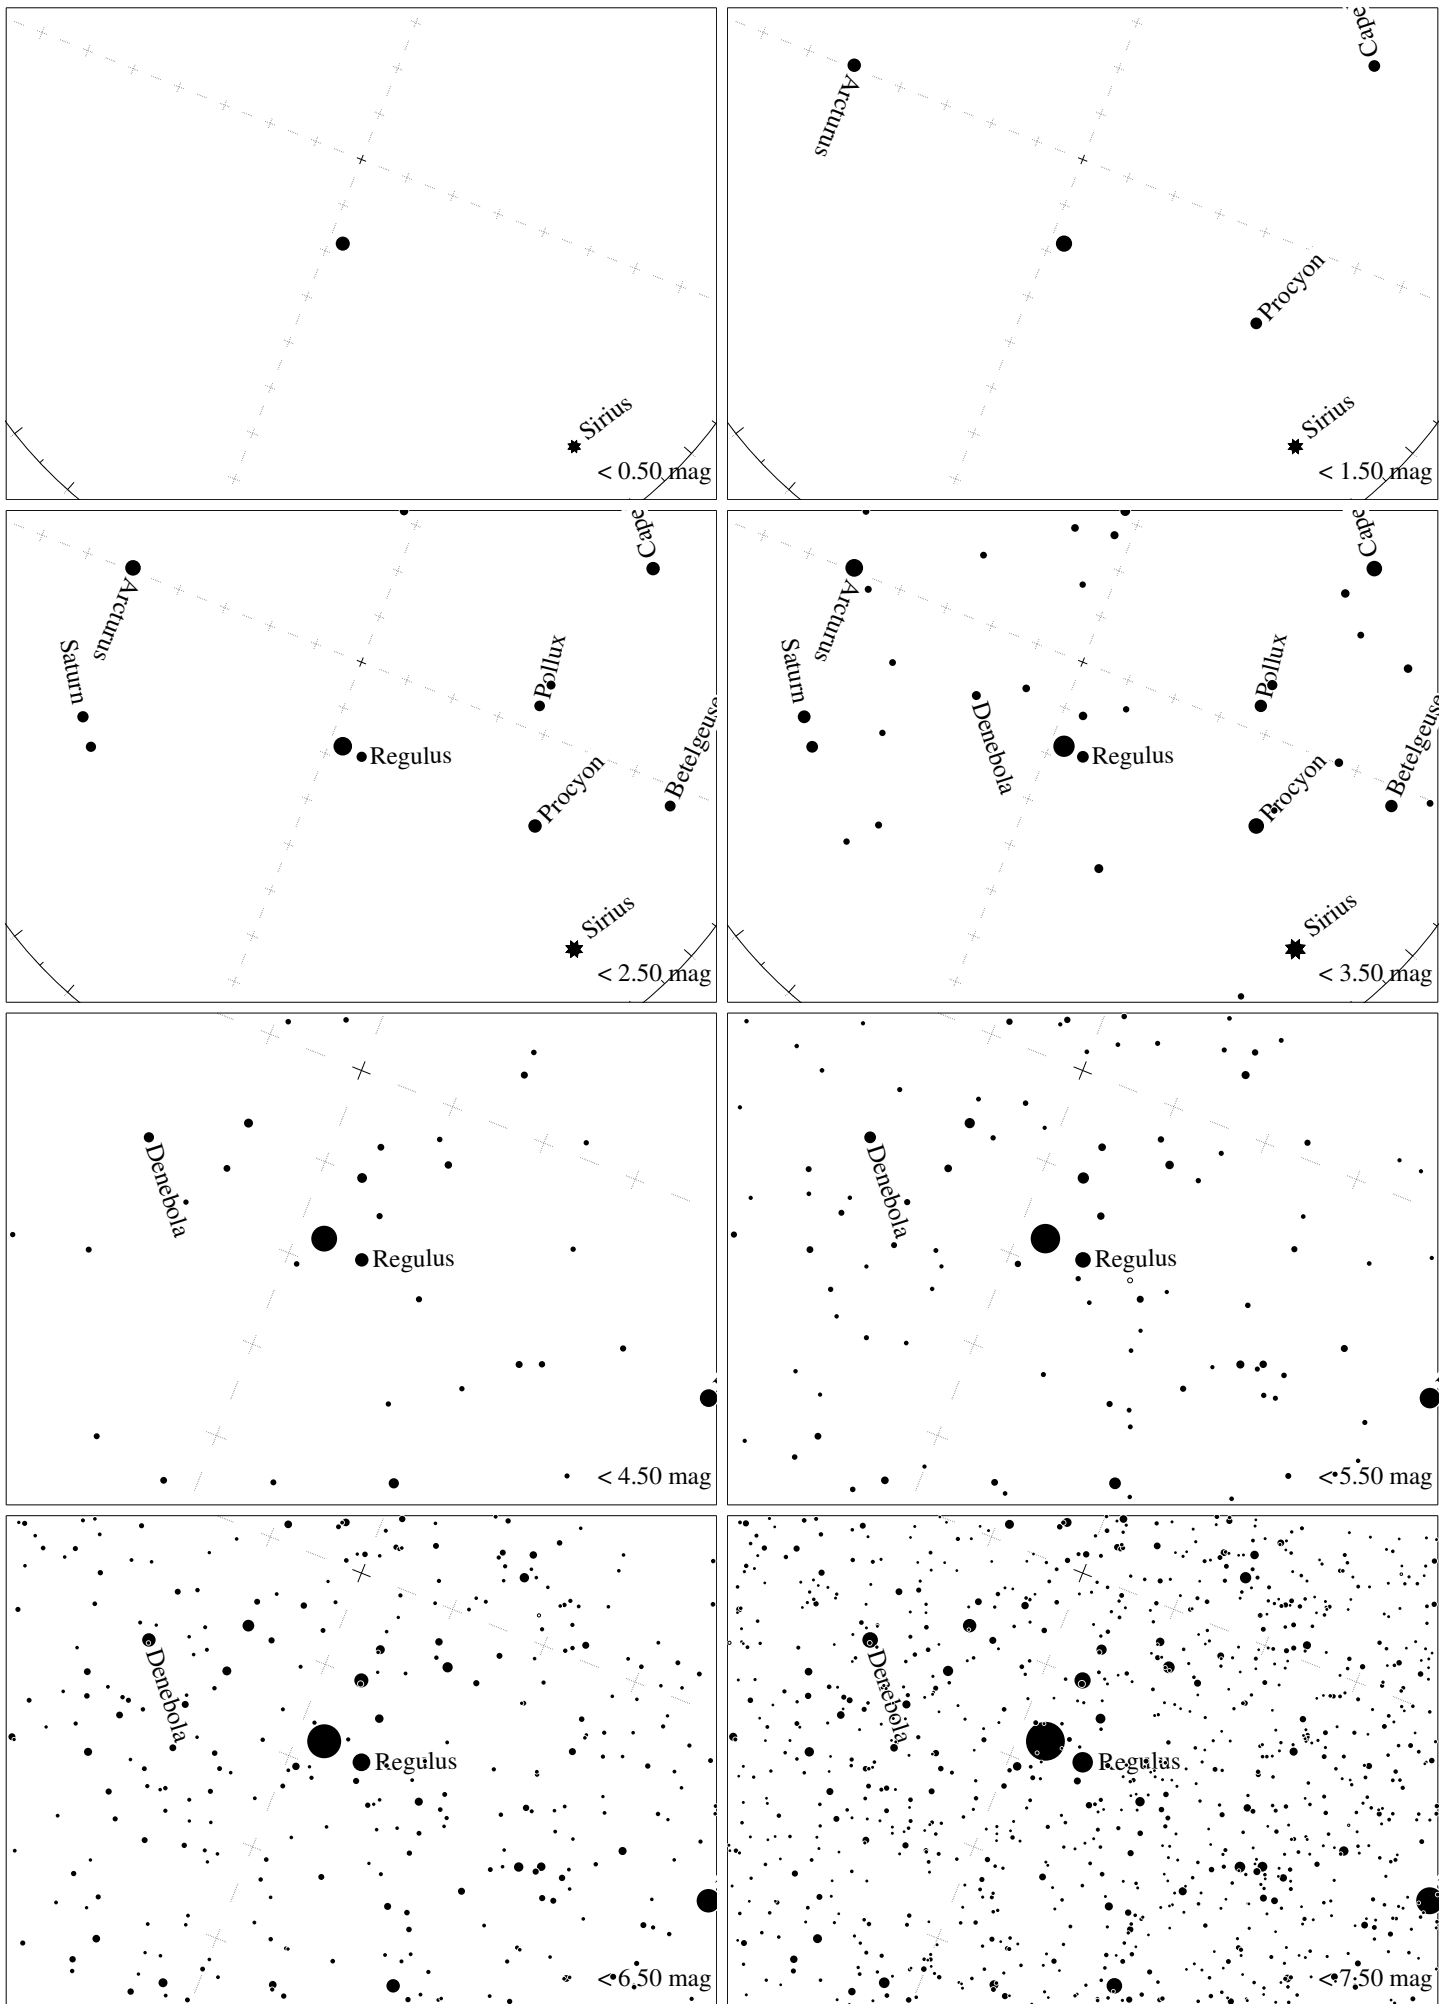 Sirius
< 0.50 mag
Cape
Arcturus
Procyon
Sirius
< 1.50 mag
Cape
Arcturus
Saturn
Pollux
Betelgeuse
Regulus
Procyon
Sirius
< 2.50 mag
Cape
Arcturus
Saturn
Pollux
Denebola
Betelgeuse
Regulus
Procyon
Sirius
< 3.50 mag
Denebola
Regulus
< 4.50 mag
Denebola
Regulus
< 5.50 mag
Denebola
Regulus
< 6.50 mag
Denebola
Regulus
< 7.50 mag